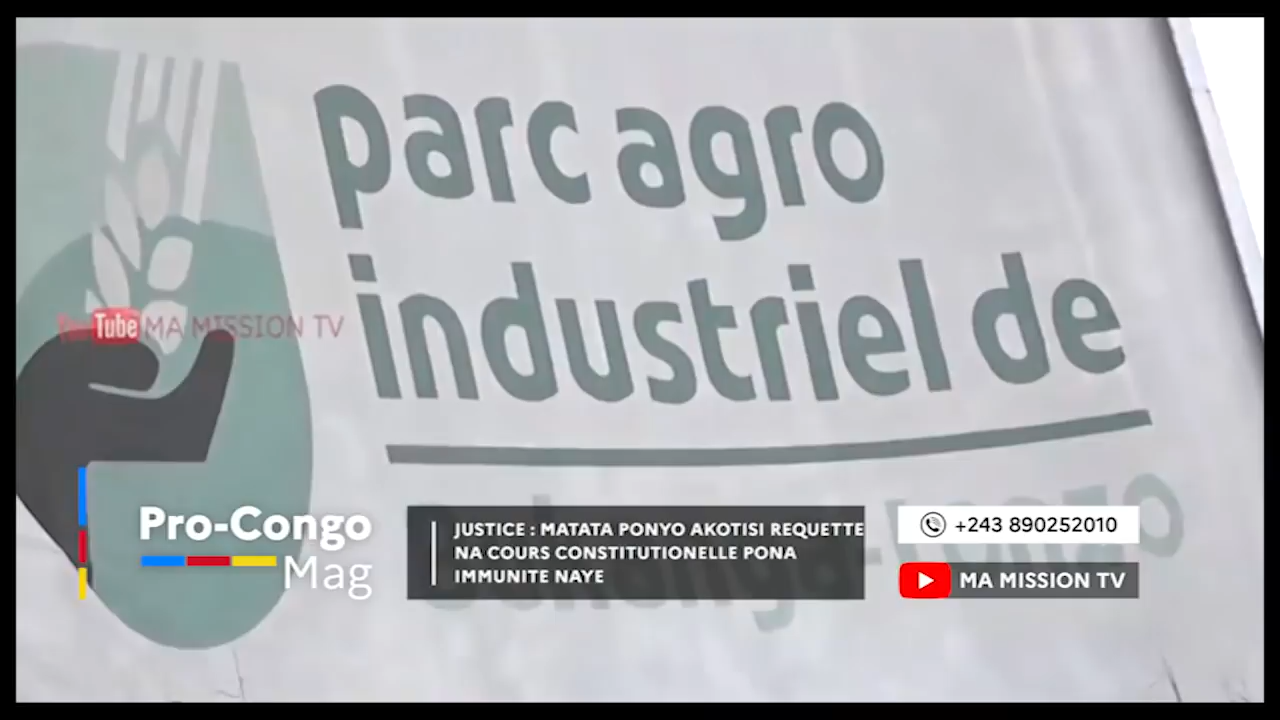 parc agro
industriel de
YouTube MA MISSION TV
Pro-Congo
Mag
JUSTICE : MATATA PONYO AKOTISI REQUETTE
NA COURS CONSTITUTIONELLE PONA
IMMUNITE NAYE
+243 890252010
MA MISSION TV